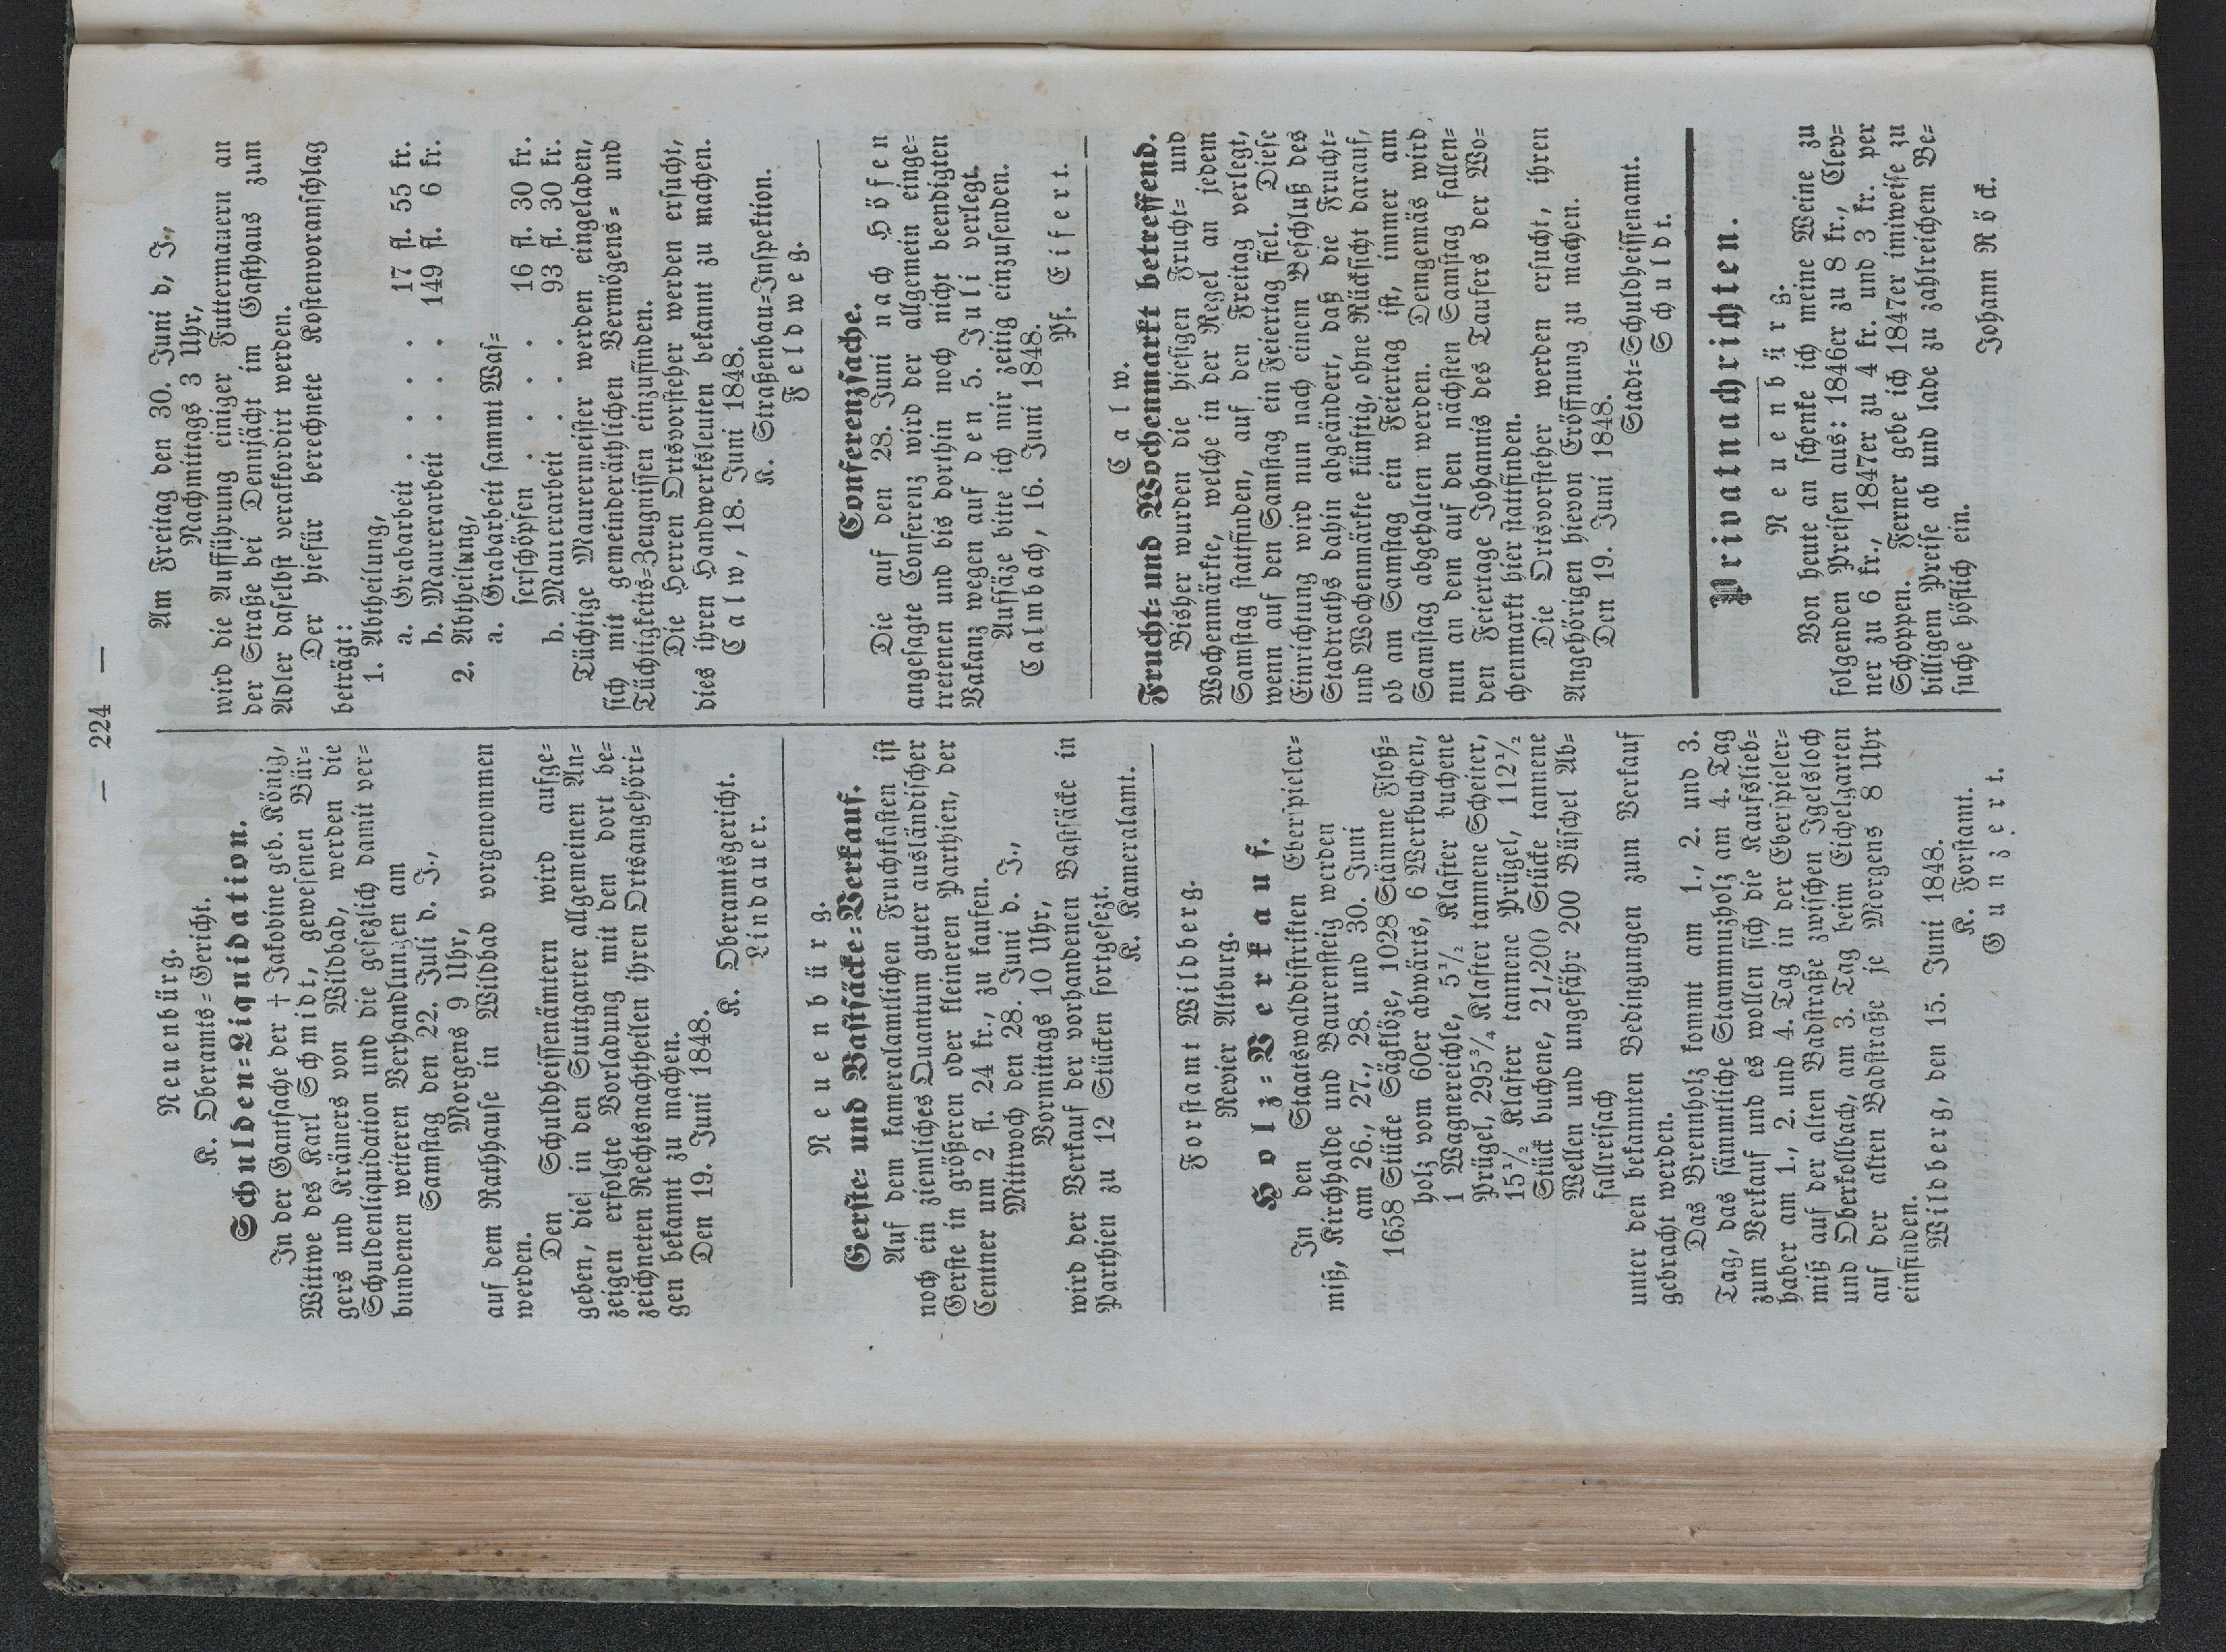 — 224 —
Neuenbürg.
K. Oberamts=Gericht.
Schulden=Liquidation.
In der Gantsache der † Jakobine geb. König,
Wittwe des Karl Schmidt, gewesenen Bür=
gers und Krämers von Wildbad, werden die
Schuldenliquidation und die gesezlich damit ver=
bundenen weiteren Verhandlungen am
Samstag den 22. Juli d. J.,
Morgens 9 Uhr,
auf dem Rathhause in Wildbad vorgenommen
werden.
Den Schuldheissenämtern wird aufge=
geben, die in den Stuttgarter allgemeinen An=
zeigen erfolgte Vorladung mit den dort be=
zeichneten Rechtsnachtheilen ihren Ortsangehöri=
gen bekannt zu machen.
Den 19. Juni 1848.
K. Oberamtsgericht.
Lindauer.
Neuenbürg.
Gerste= und Bastsäcke=Verkauf.
Auf dem kameralamtlichen Fruchtkasten ist
noch ein ziemliches Quantum guter ausländischer
Gerste in größeren oder kleineren Parthien, der
Centner um 2 fl. 24 kr., zu kaufen.
Mittwoch den 28. Juni d. J.,
Vormittags 10 Uhr,
wird der Verkauf der vorhandenen Bastsäcke in
Parthien zu 12 Stücken fortgesezt.
K. Kameralamt.
Forstamt Wildberg.
Revier Altburg.
Holz=Verkauf.
In den Staatswalddistrikten Eberspieler=
miß, Kirchhalde und Baurensteig werden
am 26., 27., 28. und 30. Juni
1658 Stücke Sägklöze, 1028 Stämme Floß=
holz vom 60er abwärts, 6 Werkbuchen,
1 Wagnereichle, 5½ Klafter buchene
Prügel, 295¾ Klafter tannene Scheiter,
15½ Klafter tannene Prügel, 112½
Stück buchene, 21,200 Stücke tannene
Wellen und ungefähr 200 Büschel Ab=
fallreisach
unter den bekannten Bedingungen zum Verkauf
gebracht werden.
Das Brennholz kommt am 1., 2. und 3.
Tag, das sämmtliche Stammnuzholz am 4. Tag
zum Verkauf und es wollen sich die Kaufslieb=
haber am 1., 2. und 4. Tag in der Eberspieler=
miß auf der alten Badstraße zwischen Igelsloch
und Oberkollbach, am 3. Tag beim Eichelgarten
auf der alten Badstraße je Morgens 8 Uhr
einfinden.
Wildberg, den 15. Juni 1848.
K. Forstamt.
Gunzert.
Am Freitag den 30. Juni d, J.,
Nachmittags 3 Uhr,
wird die Aufführung einiger Futtermauern an
der Straße bei Dennjächt im Gasthaus zum
Adler daselbst verakkordirt werden.
Der hiefür berechnete Kostenvoranschlag
beträgt:
1. Abtheilung,
a. Grabarbeit . . . . 17 fl. 55 kr.
b. Maurerarbeit . . . 149 fl. 6 kr.
2. Abtheilung,
a. Grabarbeit sammt Was=
serschöpfen . . . . 16 fl. 30 kr.
b. Maurerarbeit . . . 93 fl. 30 kr.
Tüchtige Maurermeister werden eingeladen,
sich mit gemeinderäthlichen Vermögens= und
Tüchtigkeits=Zeugnissen einzufinden.
Die Herren Ortsvorsteher werden ersucht,
dies ihren Handwerksleuten bekannt zu machen.
Calw, 18. Juni 1848.
K. Straßenbau=Inspektion.
Feldweg.
Conferenzsache.
Die auf den 28. Juni nach Höfen
angesagte Conferenz wird der allgemein einge=
tretenen und bis dorthin noch nicht beendigten
Vakanz wegen auf den 5. Juli verlegt.
Aufsäze bitte ich mir zeitig einzusenden.
Calmbach, 16. Juni 1848.
Pf. Eifert.
Calw.
Frucht= und Wochenmarkt betreffend.
Bisher wurden die hiesigen Frucht= und
Wochenmärkte, welche in der Regel an jedem
Samstag stattfinden, auf den Freitag verlegt,
wenn auf den Samstag ein Feiertag fiel. Diese
Einrichtung wird nun nach einem Beschluß des
Stadtraths dahin abgeändert, daß die Frucht=
und Wochenmärkte künftig, ohne Rücksicht darauf,
ob am Samstag ein Feiertag ist, immer am
Samstag abgehalten werden. Demgemäs wird
nun an dem auf den nächsten Samstag fallen=
den Feiertage Johannis des Taufers der Wo=
chenmarkt hier stattfinden.
Die Ortsvorsteher werden ersucht, ihren
Angehörigen hievon Eröffnung zu machen.
Den 19. Juni 1848.
Stadt=Schuldheissenamt.
Schuldt.
Privatnachrichten.
Neuenbürg.
Von heute an schenke ich meine Weine zu
folgenden Preisen aus: 1846er zu 8 kr., Clev=
ner zu 6 kr., 1847er zu 4 kr. und 3 kr. per
Schoppen. Ferner gebe ich 1847er imiweise zu
billigem Preise ab und lade zu zahlreichem Be=
suche höflich ein.
Johann Röck.